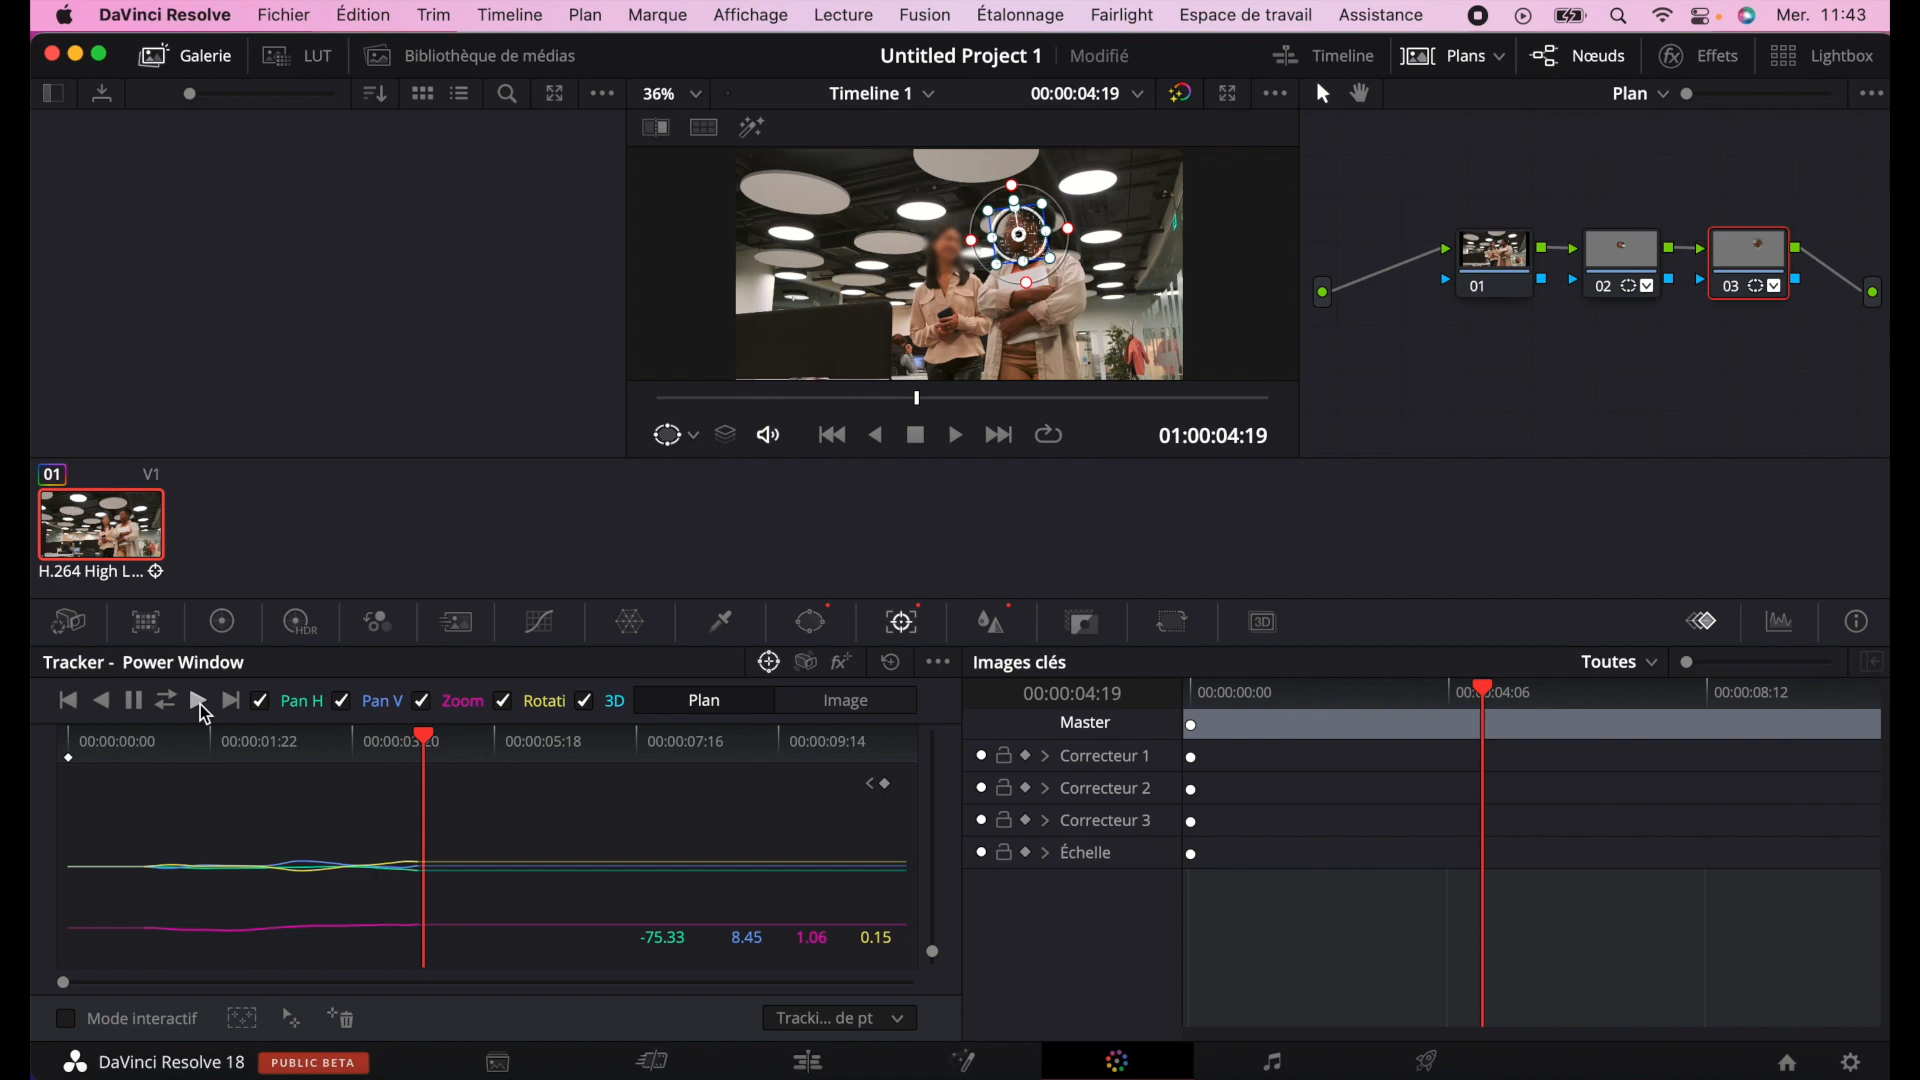 DaVinci Resolve Fichier Édition Trim Timeline Plan Marque Affichage Lecture Fusion Étalonnage Fairlight Espace de travail Assistance Mer. 11:43
Galerie LUT Bibliothèque de médias Untitled Project 1 Modifié Timeline Plans Nœuds Effets Lightbox
36% Timeline 1 00:00:04:19 Plan
01 02 03
01:00:04:19
01 V1
H.264 High L...
HDR 3D
Tracker - Power Window Images clés Toutes
Pan H Pan V Zoom Rotati 3D Plan Image 00:00:04:19 00:00:00:00 00:00:04:06 00:00:08:12
Master
00:00:00:00 00:00:01:22 00:00:03:20 00:00:05:18 00:00:07:16 00:00:09:14
Correcteur 1
Correcteur 2
Correcteur 3
Échelle
-75.33 8.45 1.06 0.15
Mode interactif Tracki... de pt
DaVinci Resolve 18 PUBLIC BETA